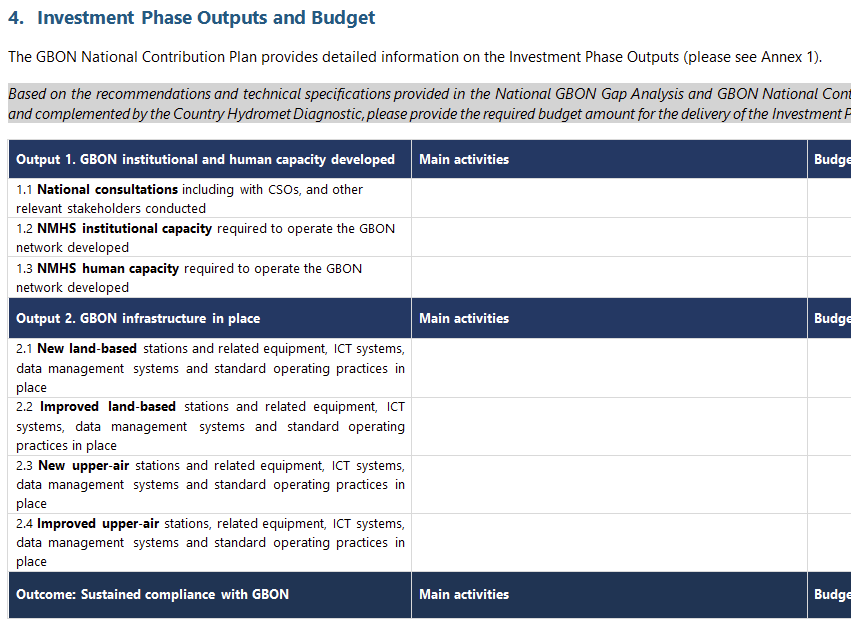 4. Investment Phase Outputs and Budget
The GBON National Contribution Plan provides detailed information on the Investment Phase Outputs (please see Annex 1).
Based on the recommendations and technical specifications provided in the National GBON Gap Analysis and GBON National
and complemented by the Country Hydromet Diagnostic, please provide the required budget amount for the delivery of the Investment
Output 1. GBON institutional and human capacity developed Main activities
1.1 National consultations including with CSOs, and other
relevant stakeholders conducted
1.2 NMHS institutional capacity required to operate the GBON
network developed
1.3 NMHS human capacity required to operate the GBON
network developed
Output 2. GBON infrastructure in place Main activities
2.1 New land-based stations and related equipment, ICT systems,
data management systems and standard operating practices in
place
2.2 Improved land-based stations and related equipment, ICT
systems, data management systems and standard operating
practices in place
2.3 New upper-air stations and related equipment, ICT systems,
data management systems and standard operating practices in
place
2.4 Improved upper-air stations, related equipment, ICT systems,
data management systems and standard operating practices in
place
Outcome: Sustained compliance with GBON Main activities